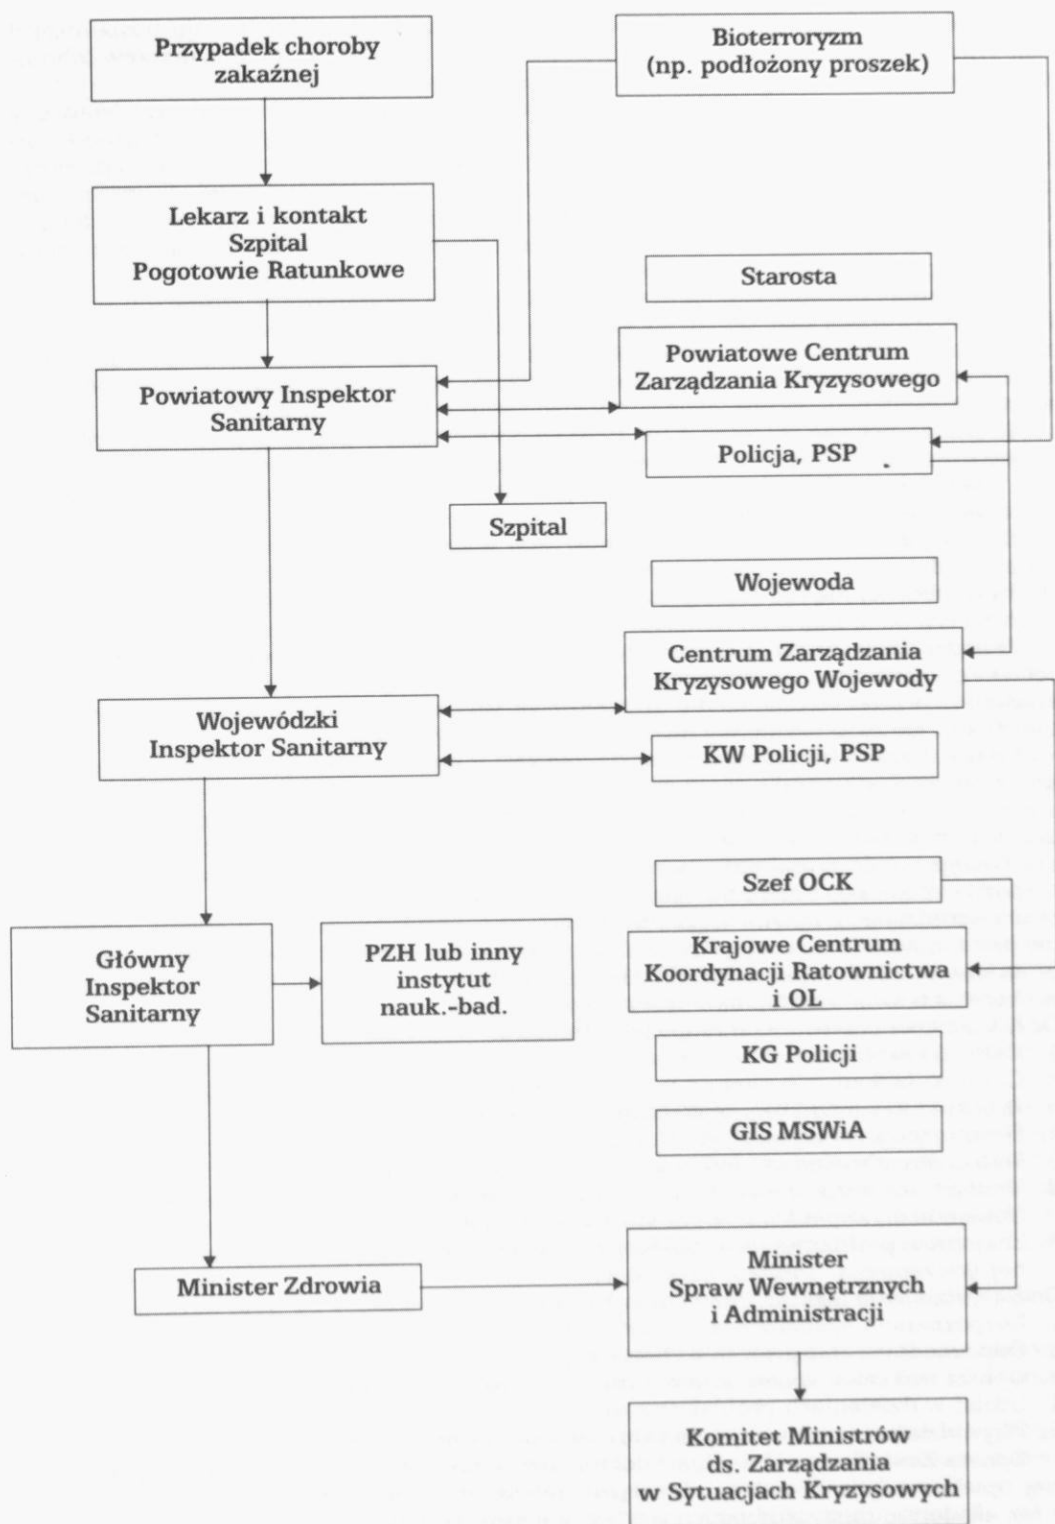 Przypadek choroby
zakaźnej
Bioterroryzm
(np. podłożony proszek)
Lekarz i kontakt
Szpital
Pogotowie Ratunkowe
Starosta
Powiatowe Centrum
Zarządzania Kryzysowego
Powiatowy Inspektor
Sanitarny
Policja, PSP
Szpital
Wojewoda
Centrum Zarządzania
Kryzysowego Wojewody
Wojewódzki
Inspektor Sanitarny
KW Policji, PSP
Szef OCK
Główny
Inspektor
Sanitarny
PZH lub inny
instytut
nauk.-bad.
Krajowe Centrum
Koordynacji Ratownictwa
i OL
KG Policji
GIS MSWiA
Minister Zdrowia
Minister
Spraw Wewnętrznych
i Administracji
Komitet Ministrów
ds. Zarządzania
w Sytuacjach Kryzysowych